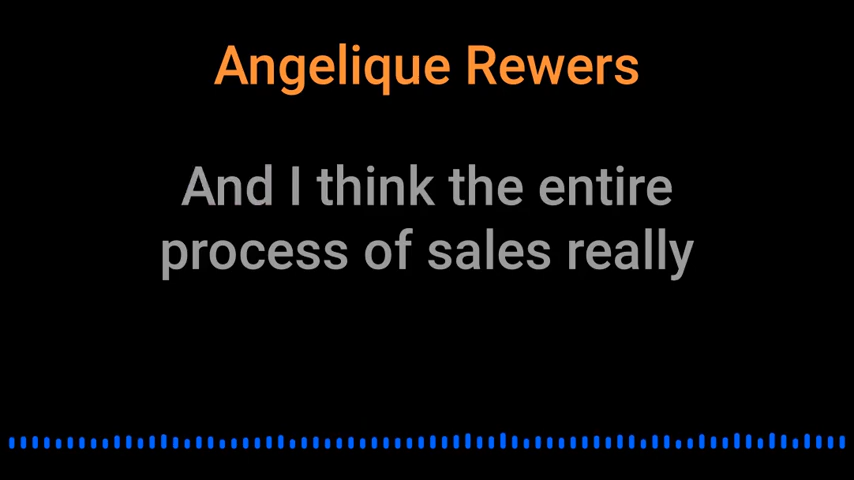 Angelique Rewers
And I think the entire
process of sales really